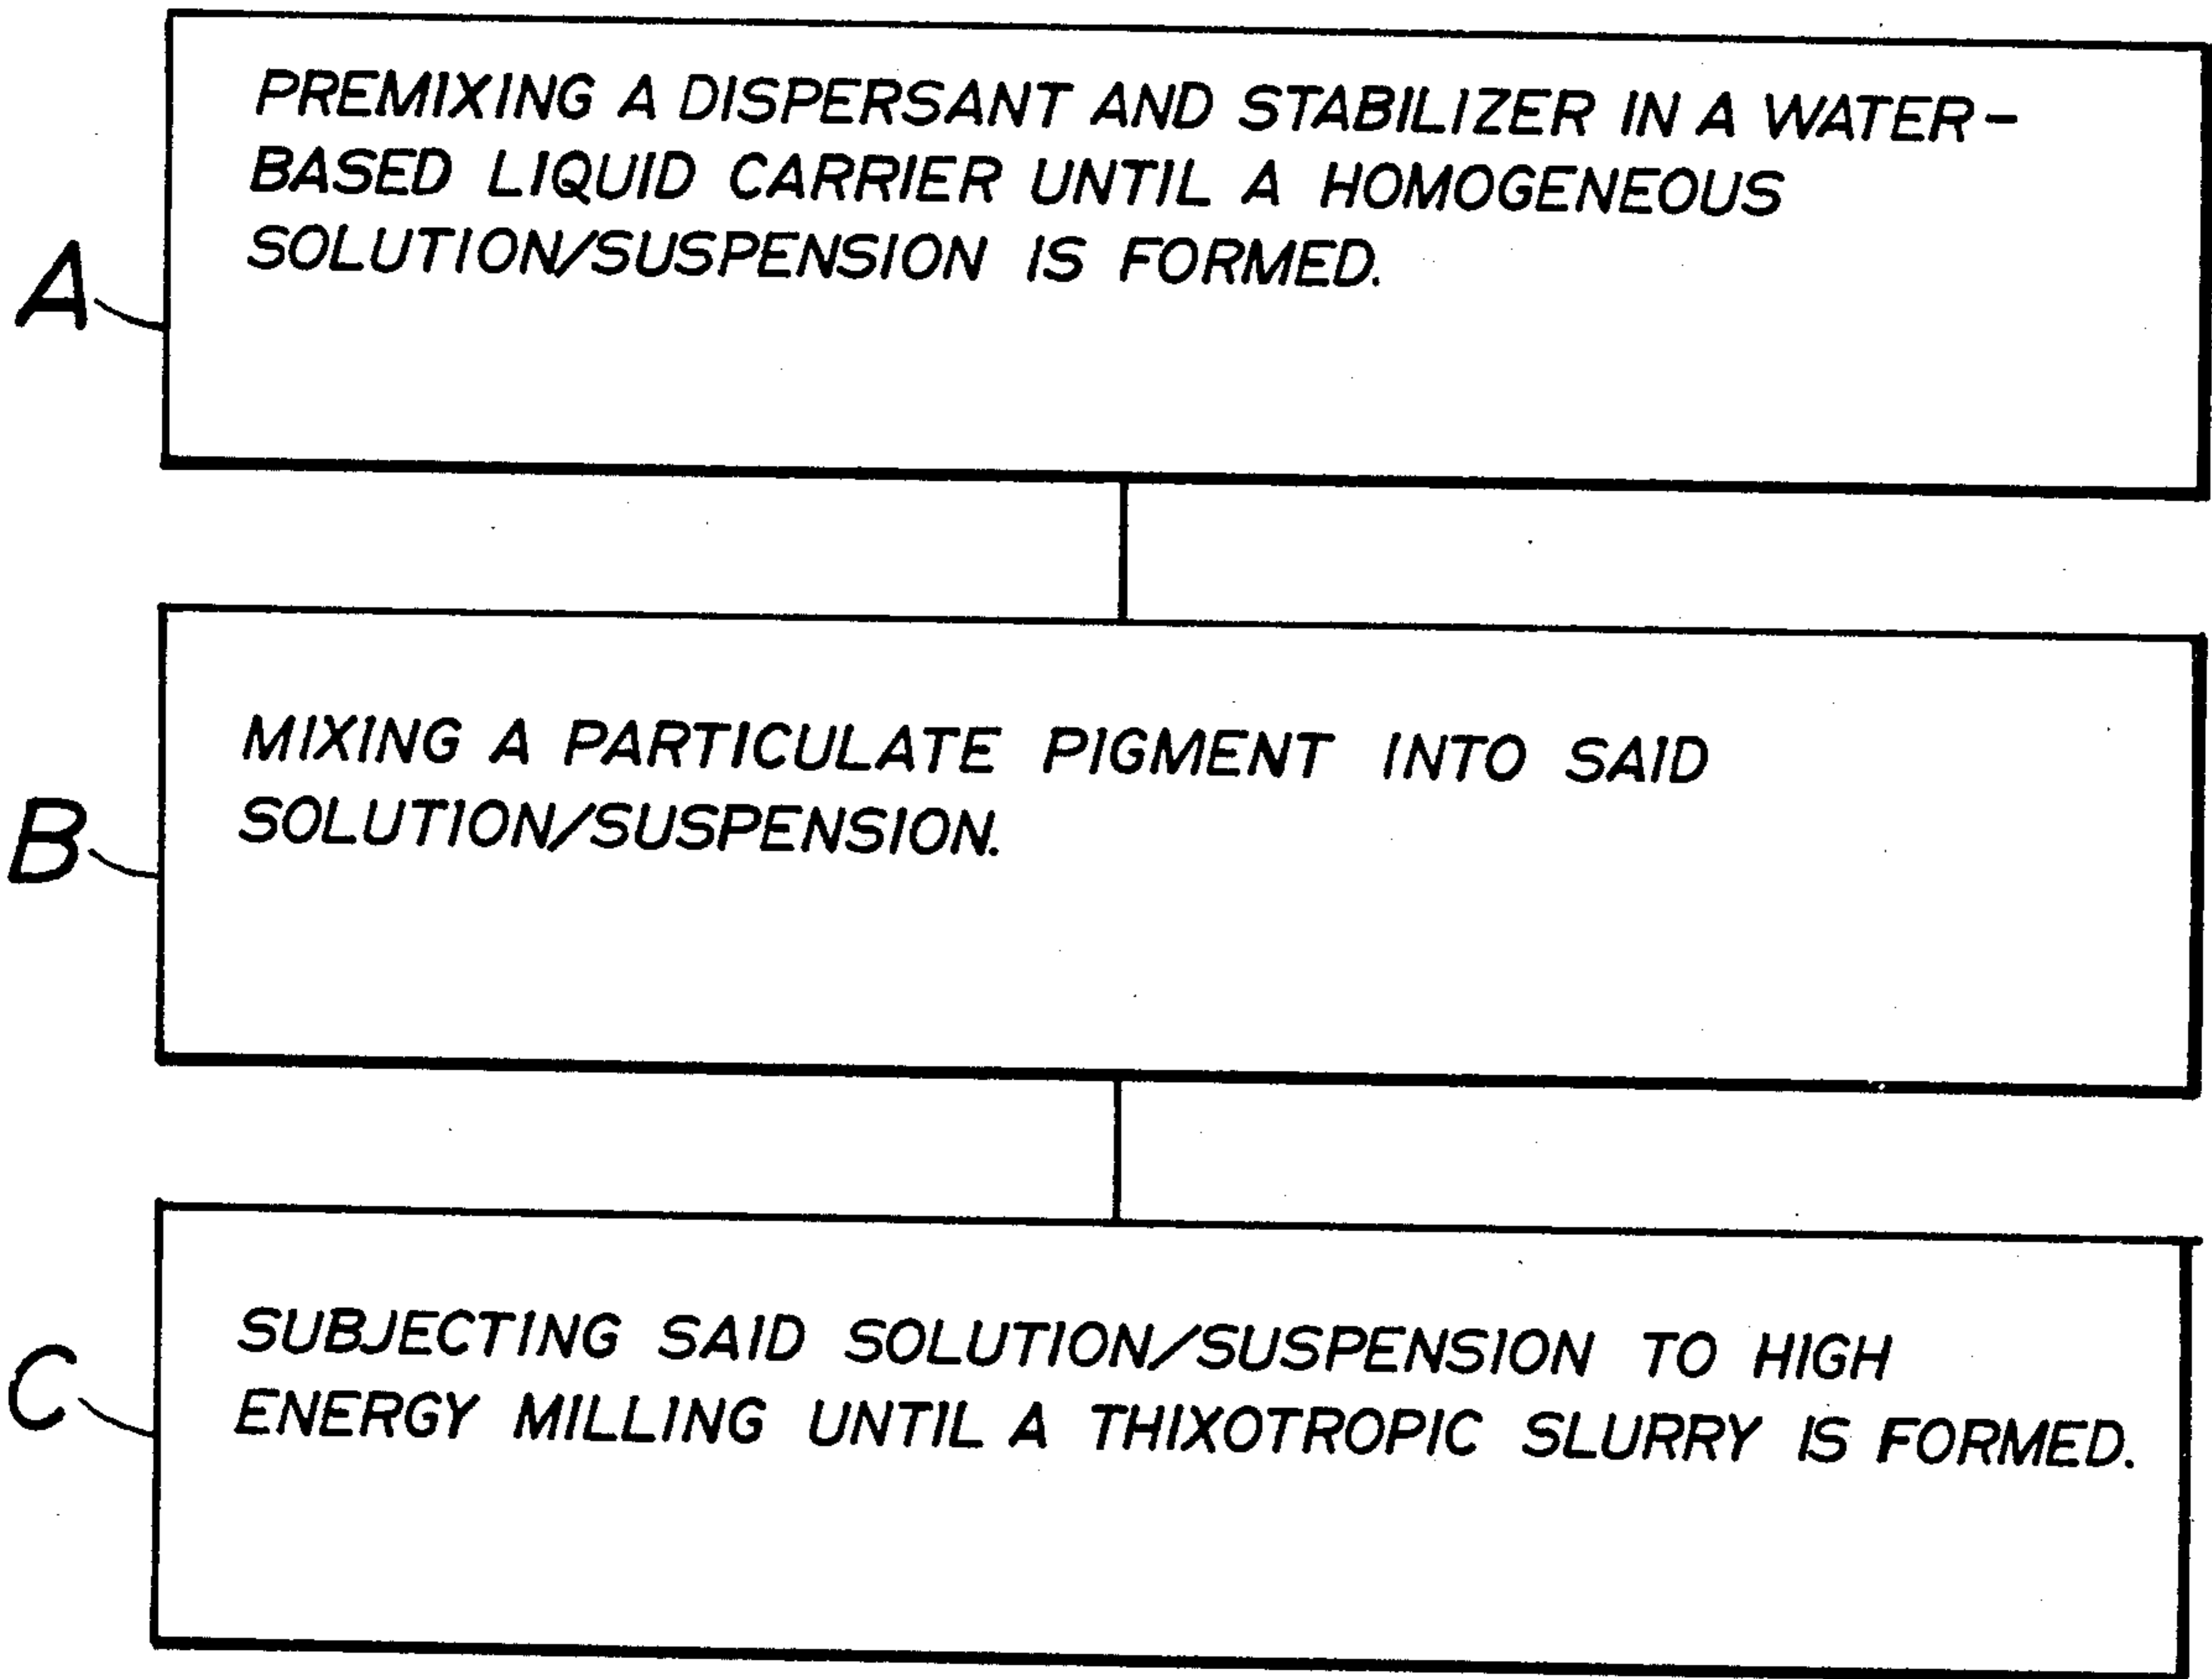 PREMIXING A DISPERSANT AND STABILIZER IN A WATER-
BASED LIQUID CARRIER UNTIL A HOMOGENEOUS
SOLUTION/SUSPENSION IS FORMED.
A
MIXING A PARTICULATE PIGMENT INTO SAID
SOLUTION/SUSPENSION.
B
SUBJECTING SAID SOLUTION/SUSPENSION TO HIGH
ENERGY MILLING UNTIL A THIXOTROPIC SLURRY IS FORMED.
C